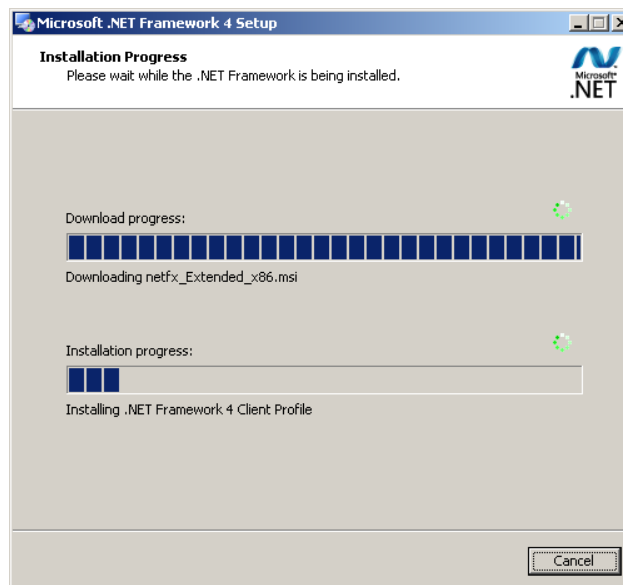 Microsoft .NET Framework 4 Setup
Installation Progress
Please wait while the .NET Framework is being installed.
Microsoft®
.NET
Download progress:
Downloading netfx_Extended_x86.msi
Installation progress:
Installing .NET Framework 4 Client Profile
Cancel